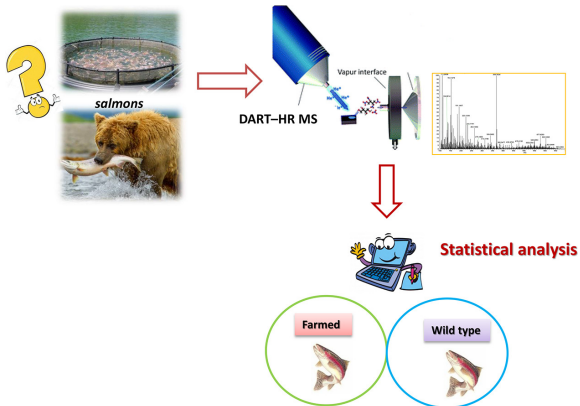 salmons
Vapur interface
DART–HR MS
Statistical analysis
Farmed
Wild type